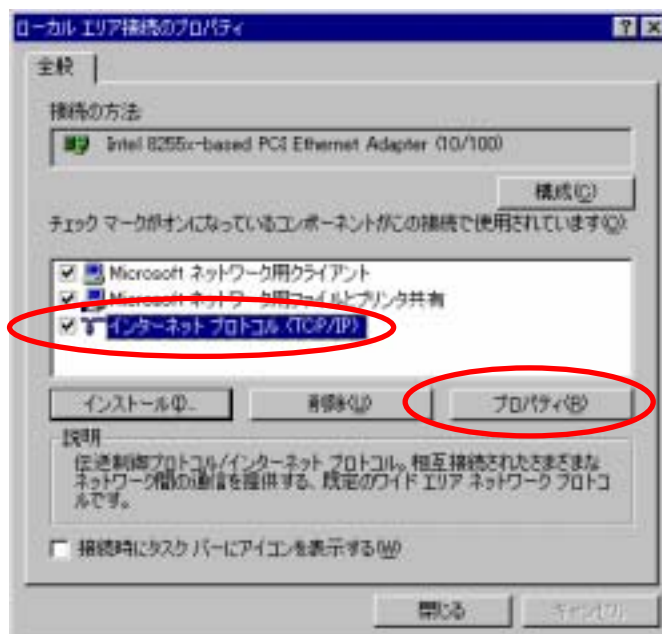 ローカル エリア接続のプロパティ
全般
接続の方法:
Intel 8255x-based PCI Ethernet Adapter (10/100)
構成(C)
チェック マークがオンになっているコンポーネントがこの接続で使用されています(O):
Microsoft ネットワーク用クライアント
Microsoft ネットワーク用ファイルとプリンタ共有
インターネット プロトコル (TCP/IP)
インストール(I)...
削除(U)
プロパティ(R)
説明
伝送制御プロトコル/インターネット プロトコル。相互接続されたさまざまな
ネットワーク間の通信を提供する、既定のワイド エリア ネットワーク プロトコ
ルです。
接続時にタスク バーにアイコンを表示する(W)
閉じる
キャンセル